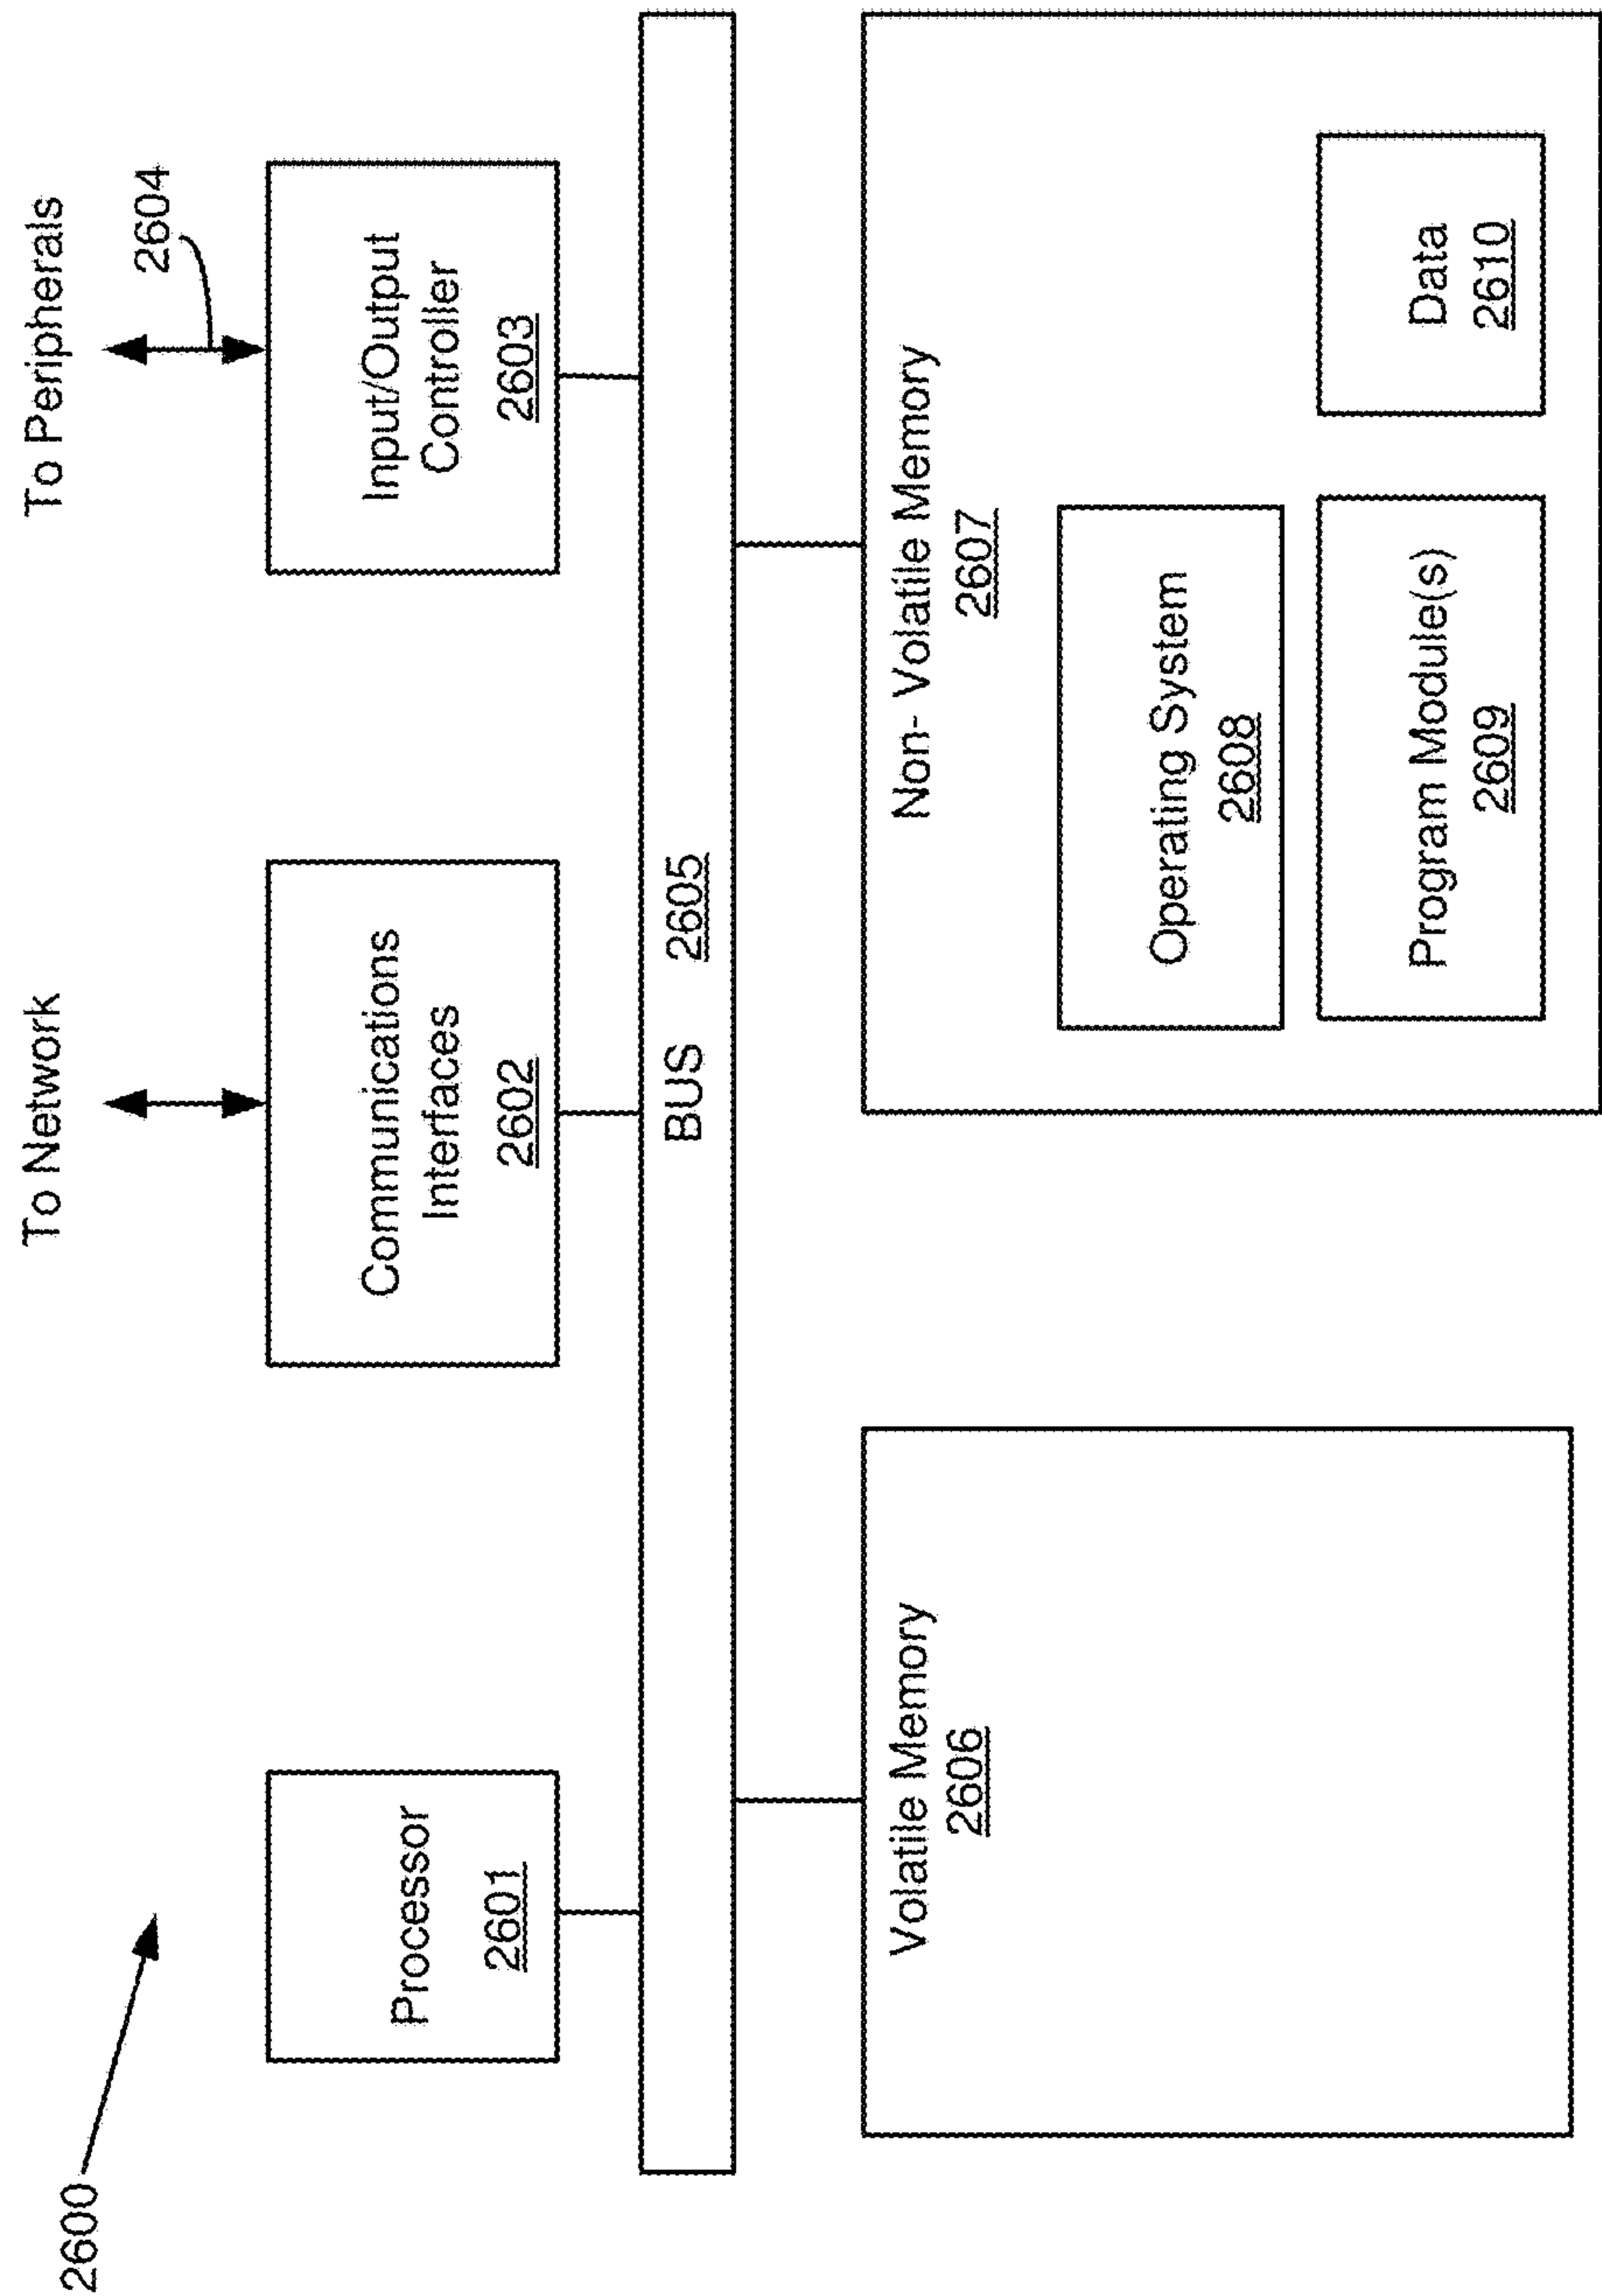 2600
To Network
To Peripherals
2604
Processor
2601
Communications
Interfaces
2602
Input/Output
Controller
2603
BUS 2605
Volatile Memory
2606
Non- Volatile Memory
2607
Operating System
2608
Program Module(s)
2609
Data
2610